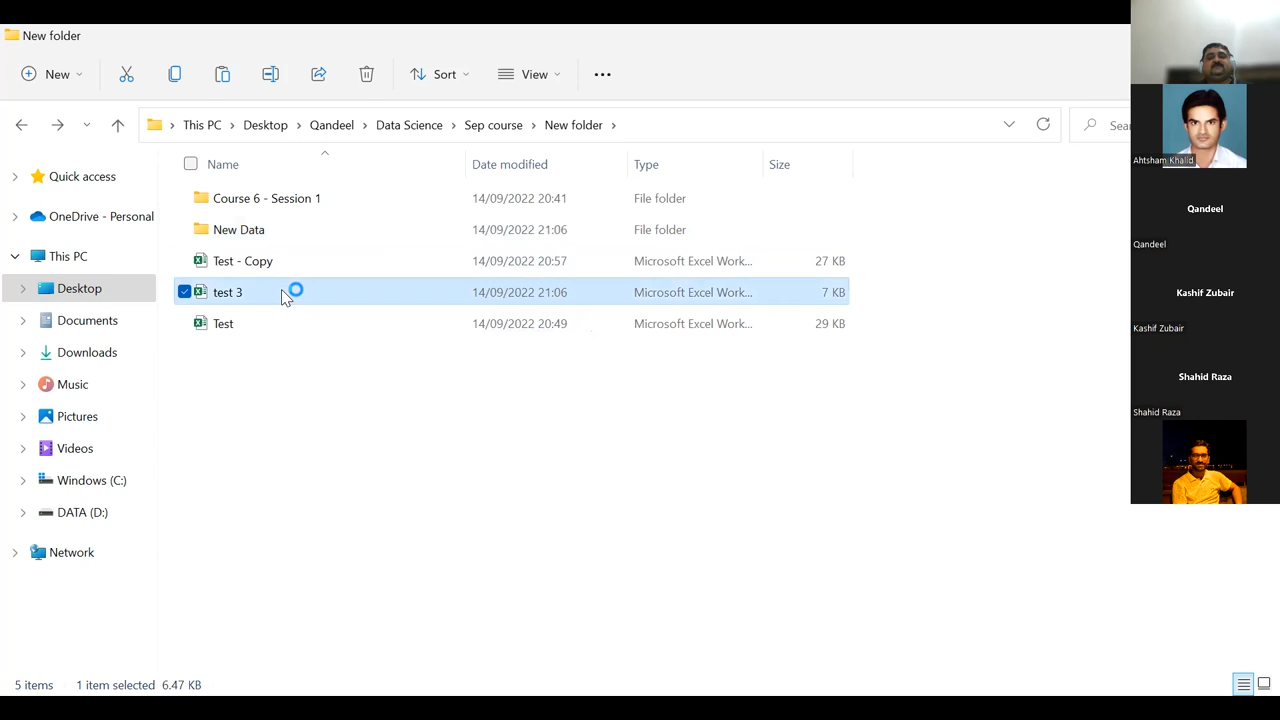 New folder
New
Sort
View
This PC > Desktop > Qandeel > Data Science > Sep course > New folder >
Sear
Name Date modified Type Size
Course 6 - Session 1 14/09/2022 20:41 File folder
New Data 14/09/2022 21:06 File folder
Test - Copy 14/09/2022 20:57 Microsoft Excel Work... 27 KB
test 3 14/09/2022 21:06 Microsoft Excel Work... 7 KB
Test 14/09/2022 20:49 Microsoft Excel Work... 29 KB
Quick access
OneDrive - Personal
This PC
Desktop
Documents
Downloads
Music
Pictures
Videos
Windows (C:)
DATA (D:)
Network
5 items 1 item selected 6.47 KB
Ahtsham Khalid
Qandeel
Qandeel
Kashif Zubair
Kashif Zubair
Shahid Raza
Shahid Raza